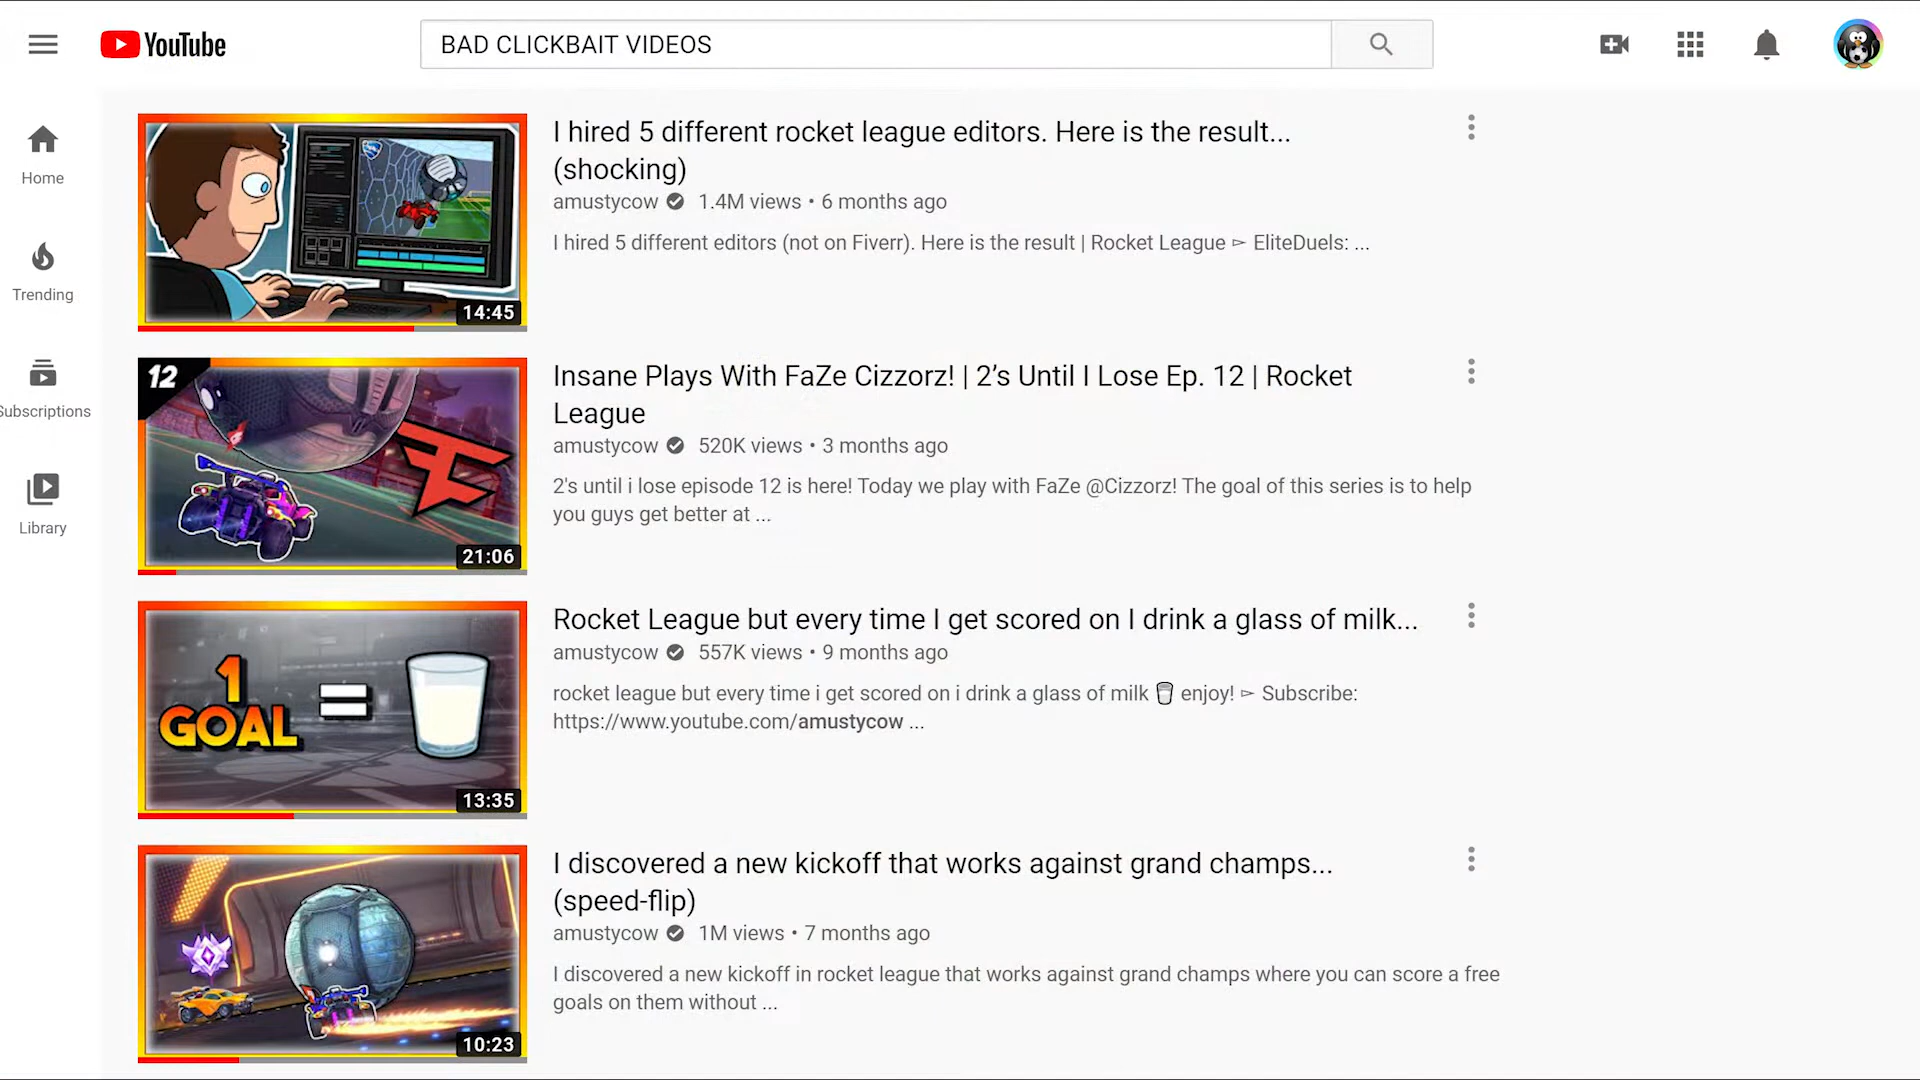 YouTube
BAD CLICKBAIT VIDEOS
Home
Trending
Subscriptions
Library
14:45
I hired 5 different rocket league editors. Here is the result...
(shocking)
amustycow 1.4M views • 6 months ago
I hired 5 different editors (not on Fiverr). Here is the result | Rocket League ➻ EliteDuels: ...
12
21:06
Insane Plays With FaZe Cizzorz! | 2’s Until I Lose Ep. 12 | Rocket
League
amustycow 520K views • 3 months ago
2's until i lose episode 12 is here! Today we play with FaZe @Cizzorz! The goal of this series is to help
you guys get better at ...
1
GOAL =
13:35
Rocket League but every time I get scored on I drink a glass of milk...
amustycow 557K views • 9 months ago
rocket league but every time i get scored on i drink a glass of milk 🥛 enjoy! ➻ Subscribe:
https://www.youtube.com/amustycow ...
10:23
I discovered a new kickoff that works against grand champs...
(speed-flip)
amustycow 1M views • 7 months ago
I discovered a new kickoff in rocket league that works against grand champs where you can score a free
goals on them without ...